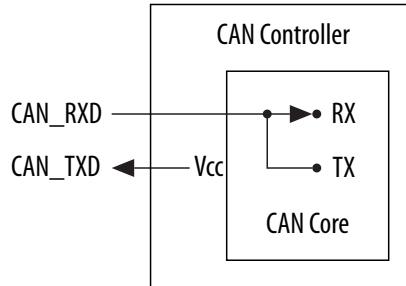 CAN Controller
CAN_RXD
RX
CAN_TXD
Vcc
TX
CAN Core